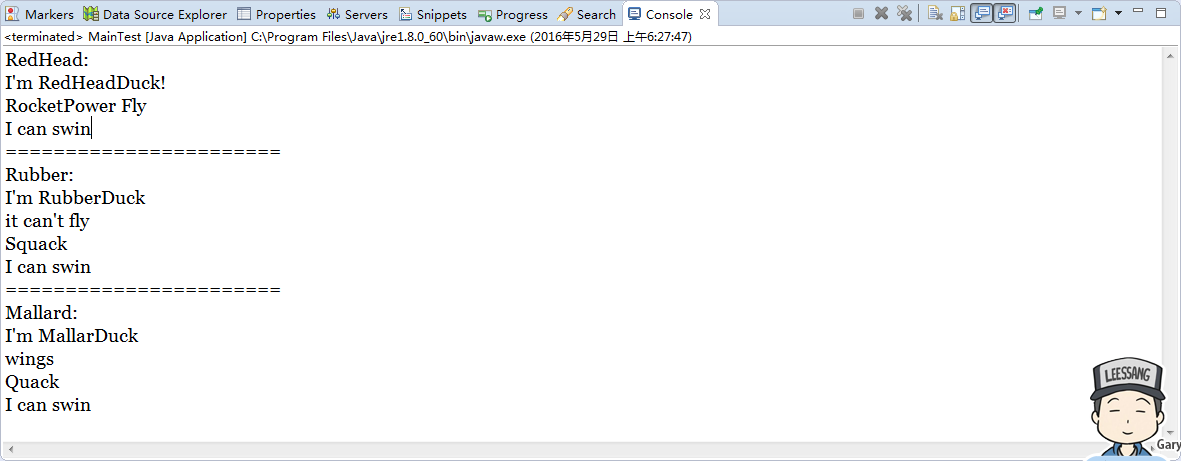 Markers Data Source Explorer Properties Servers Snippets Progress Search Console
<terminated> MainTest [Java Application] C:\Program Files\Java\jre1.8.0_60\bin\javaw.exe (2016年5月29日 上午6:27:47)
RedHead:
I'm RedHeadDuck!
RocketPower Fly
I can swin
=======================
Rubber:
I'm RubberDuck
it can't fly
Squack
I can swin
=======================
Mallard:
I'm MallarDuck
wings
Quack
I can swin
LEESSANG
Gary